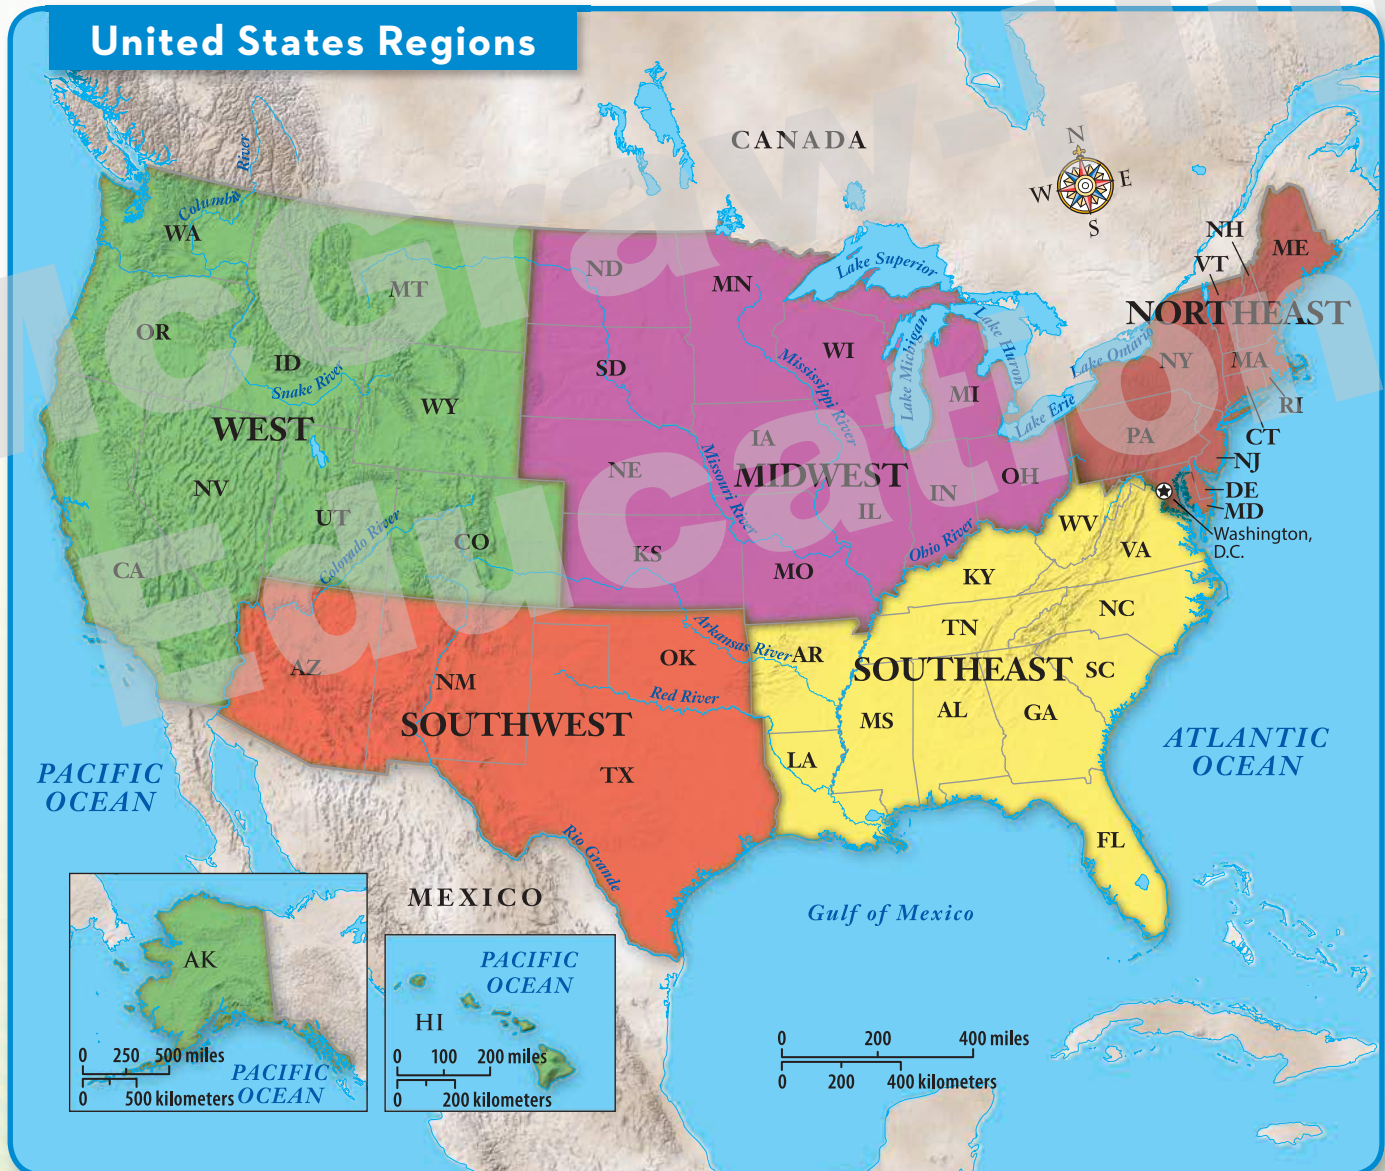 United States Regions
CANADA
N
W
E
S
Columbia
River
WA
MT
ND
MN
Lake Superior
NH
VT
ME
NORTHEAST
OR
ID
Snake River
WY
SD
WI
Lake Michigan
Lake Huron
MI
Mississippi River
Lake Ontario
Lake Erie
NY
MA
RI
CT
PA
NJ
DE
MD
Washington,
D.C.
WEST
NV
UT
Colorado River
CO
CA
NE
IA
MIDWEST
Missouri River
IL
IN
OH
KS
MO
Ohio River
WV
VA
KY
NC
TN
Arkansas River
AR
SOUTHEAST
SC
MS
AL
GA
LA
FL
AZ
NM
OK
Red River
SOUTHWEST
TX
Rio Grande
PACIFIC
OCEAN
ATLANTIC
OCEAN
MEXICO
Gulf of Mexico
AK
0 250 500 miles
0 500 kilometers
PACIFIC
OCEAN
PACIFIC
OCEAN
HI
0 100 200 miles
0 200 kilometers
0 200 400 miles
0 200 400 kilometers
McGraw-Hill
Education